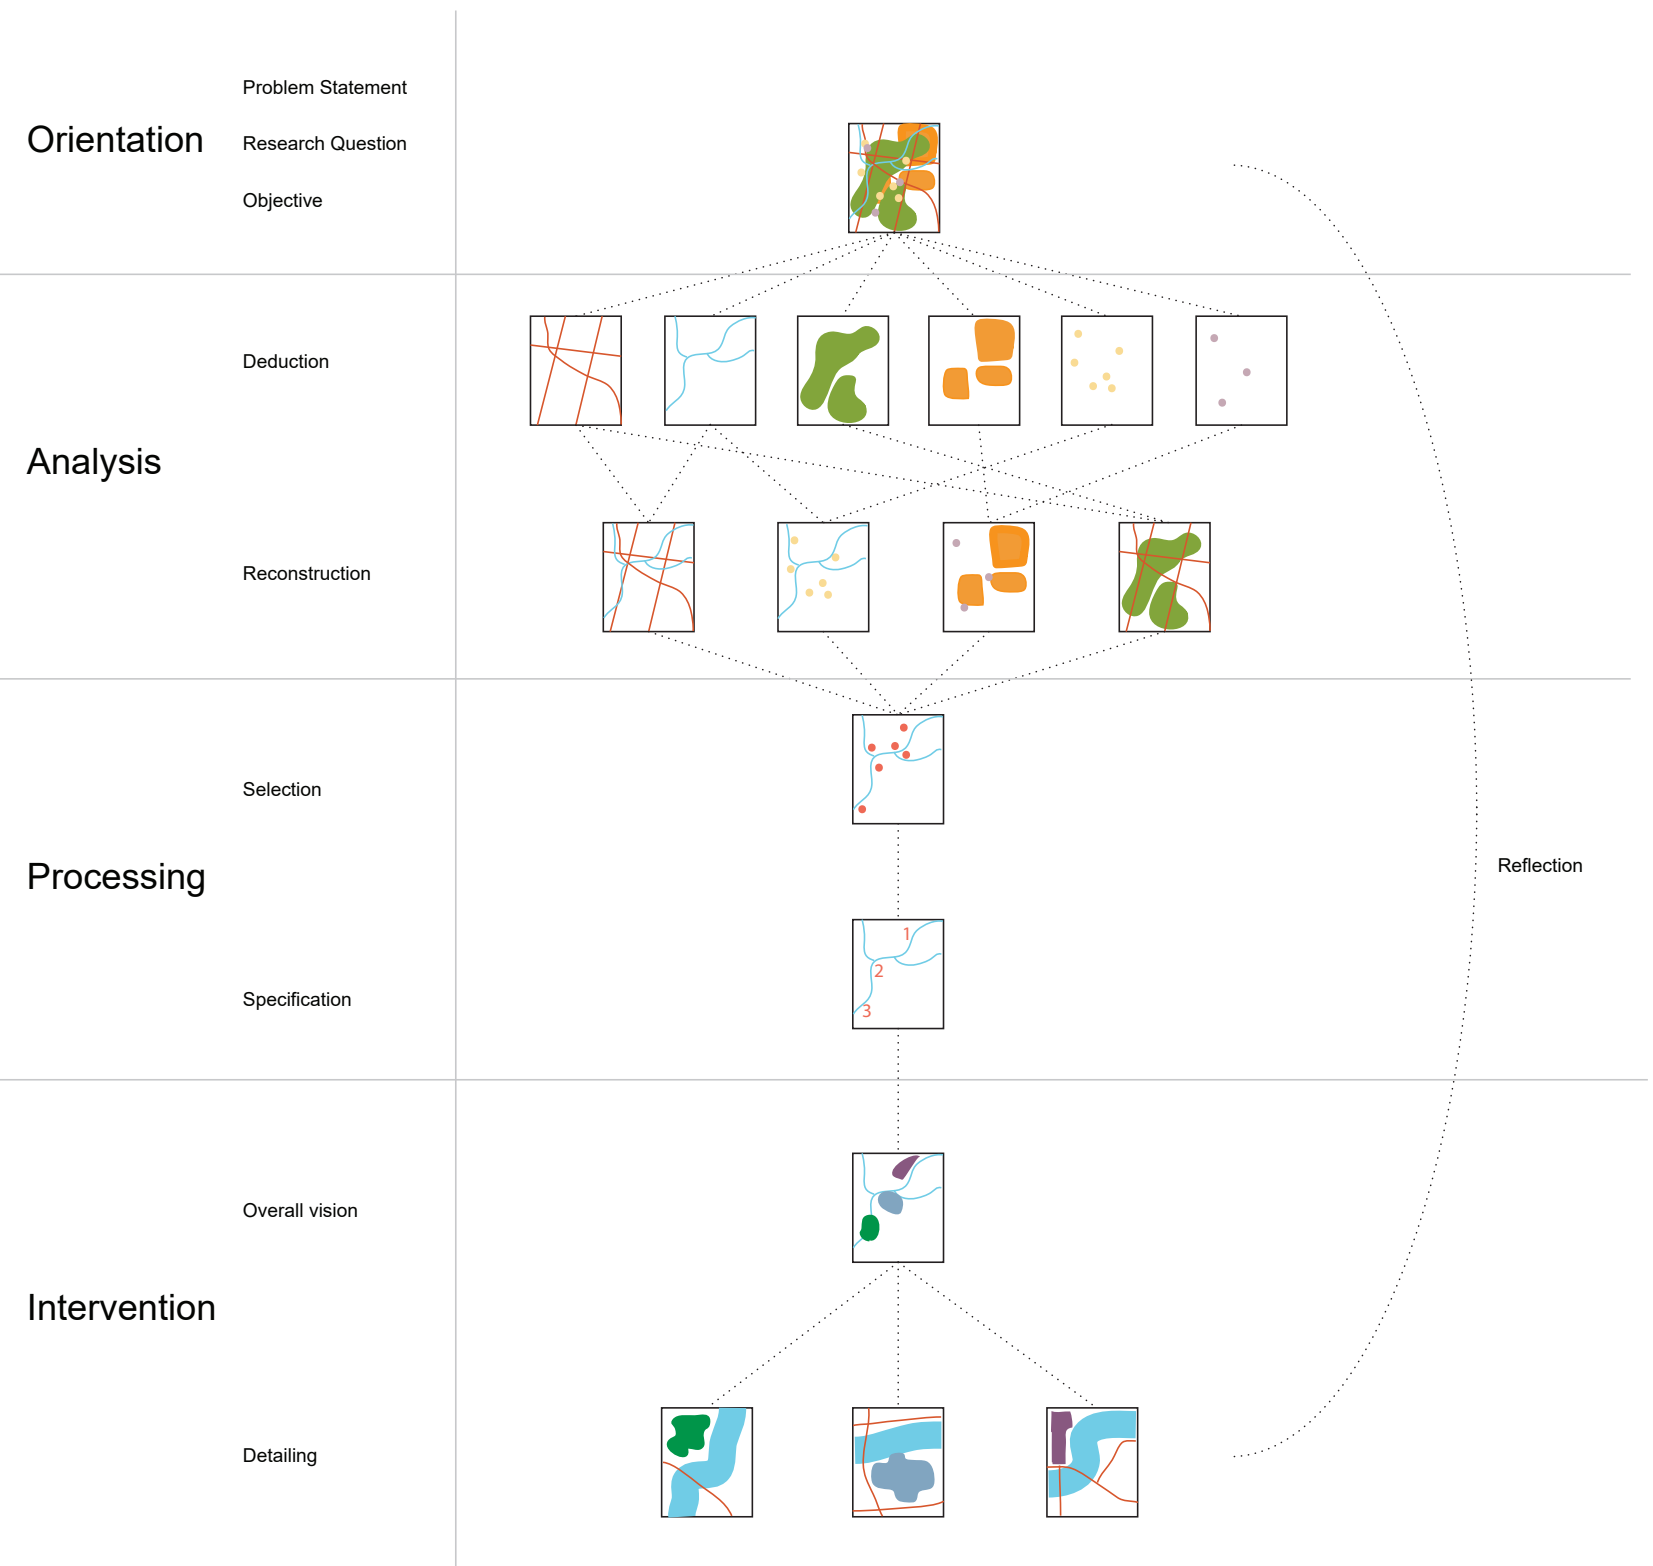 Orientation
Problem Statement
Research Question
Objective
Analysis
Deduction
Reconstruction
Processing
Selection
1
2
Specification
3
Reflection
Intervention
Overall vision
Detailing